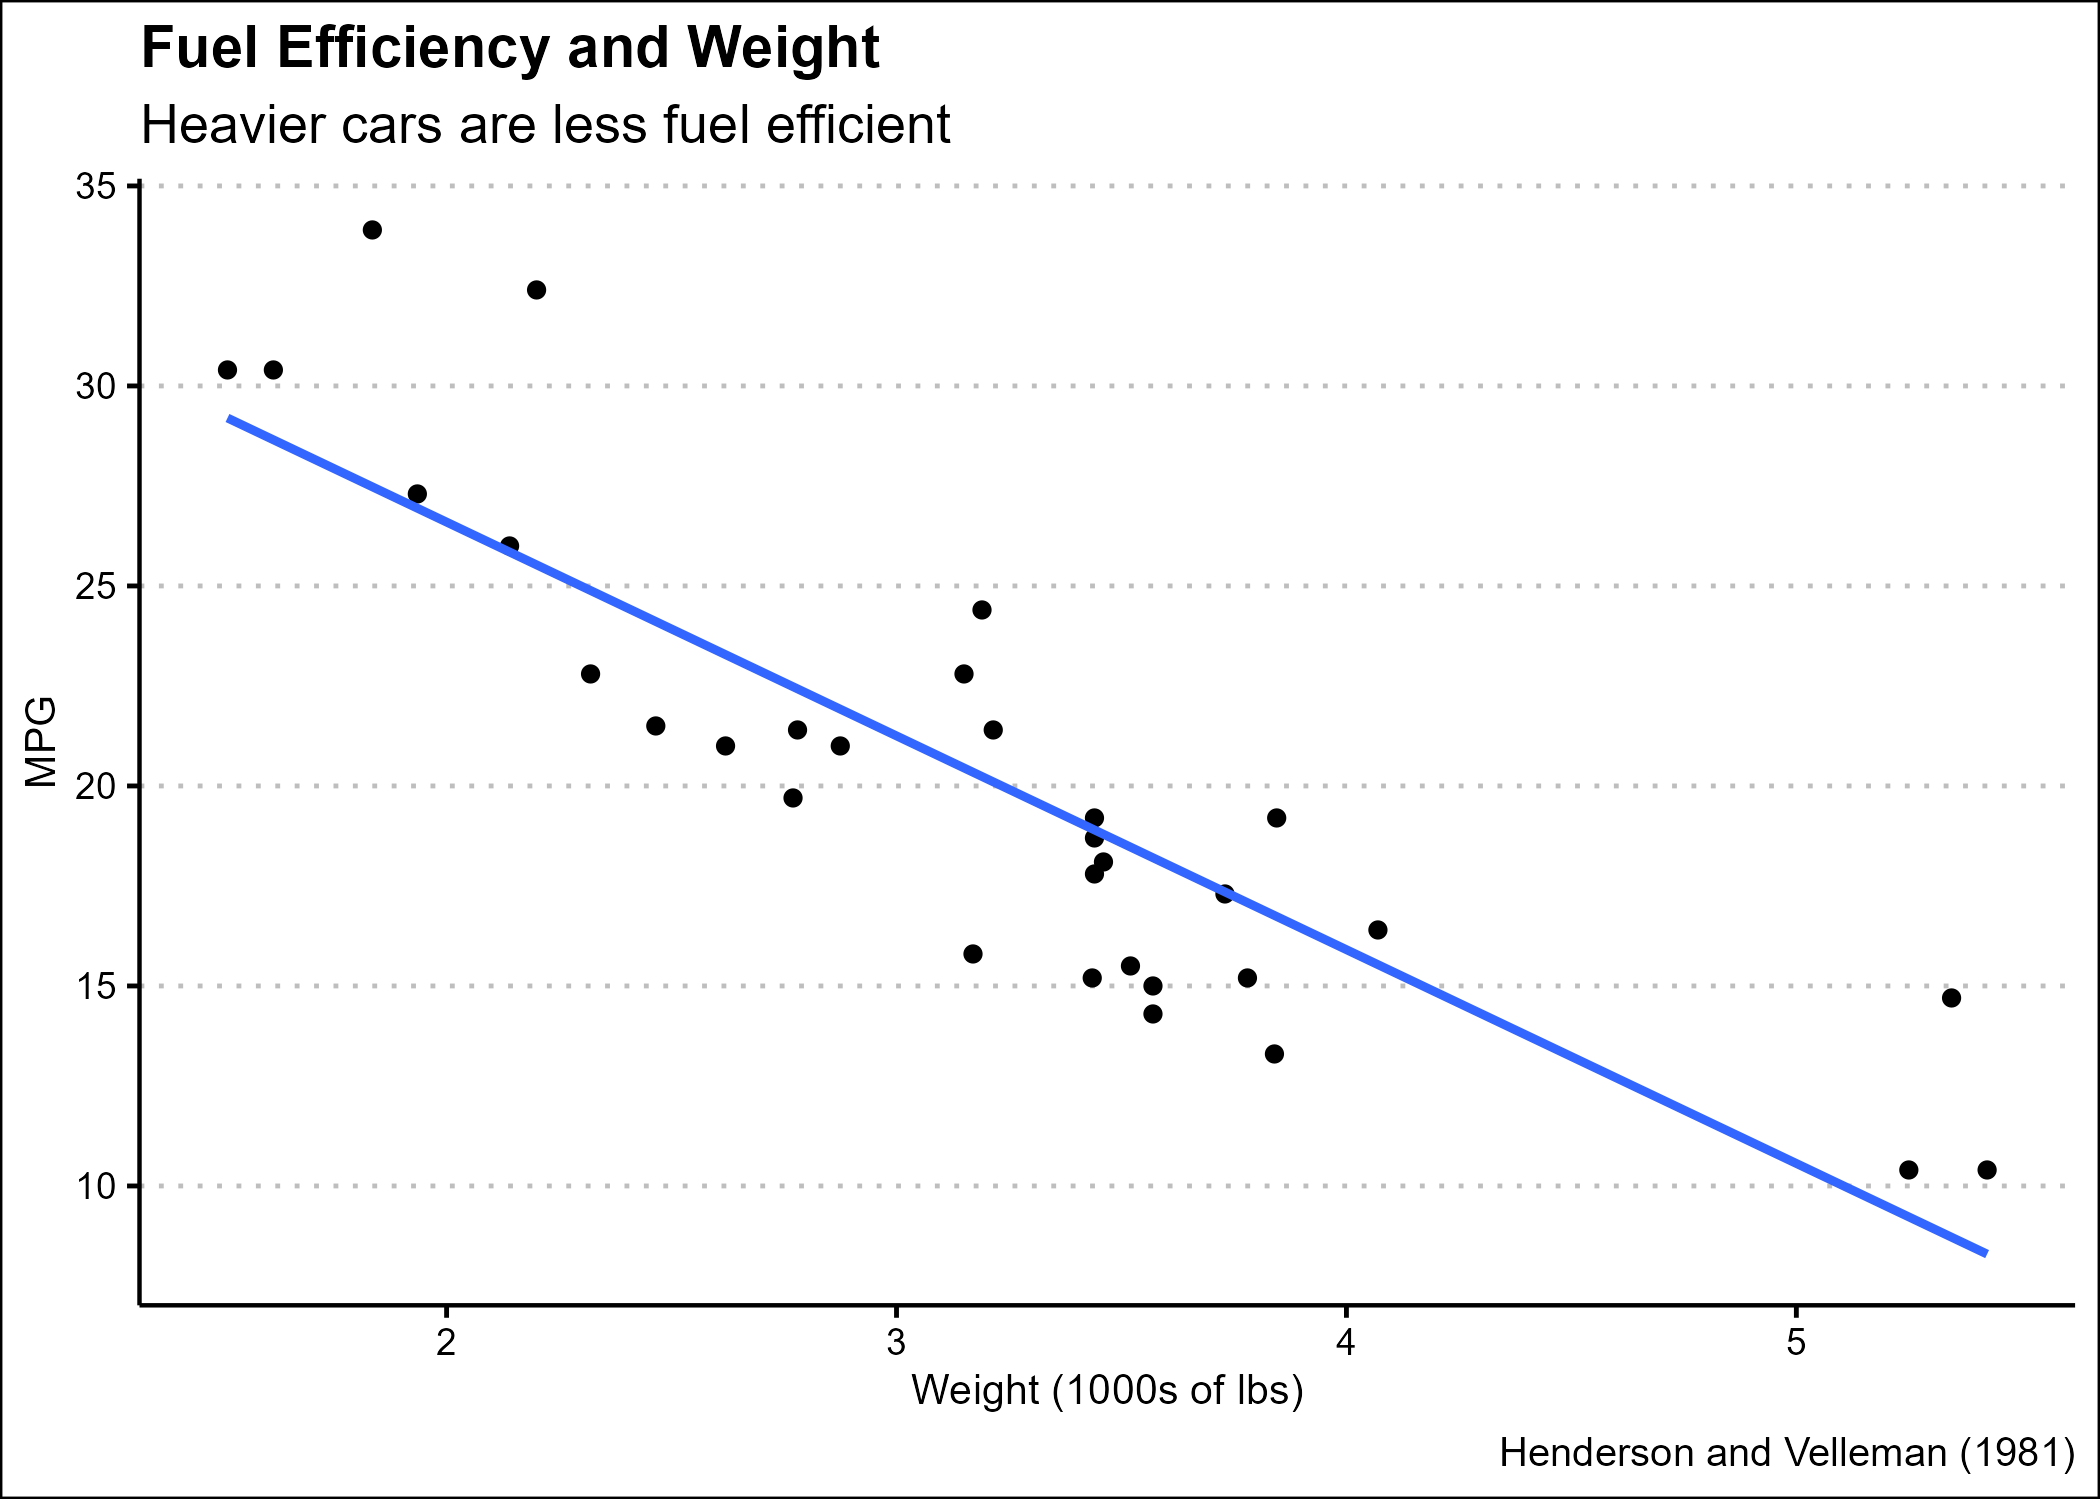 Fuel Efficiency and Weight
Heavier cars are less fuel efficient
35
30
25
20
15
10
MPG
2 3 4 5
Weight (1000s of lbs)
Henderson and Velleman (1981)